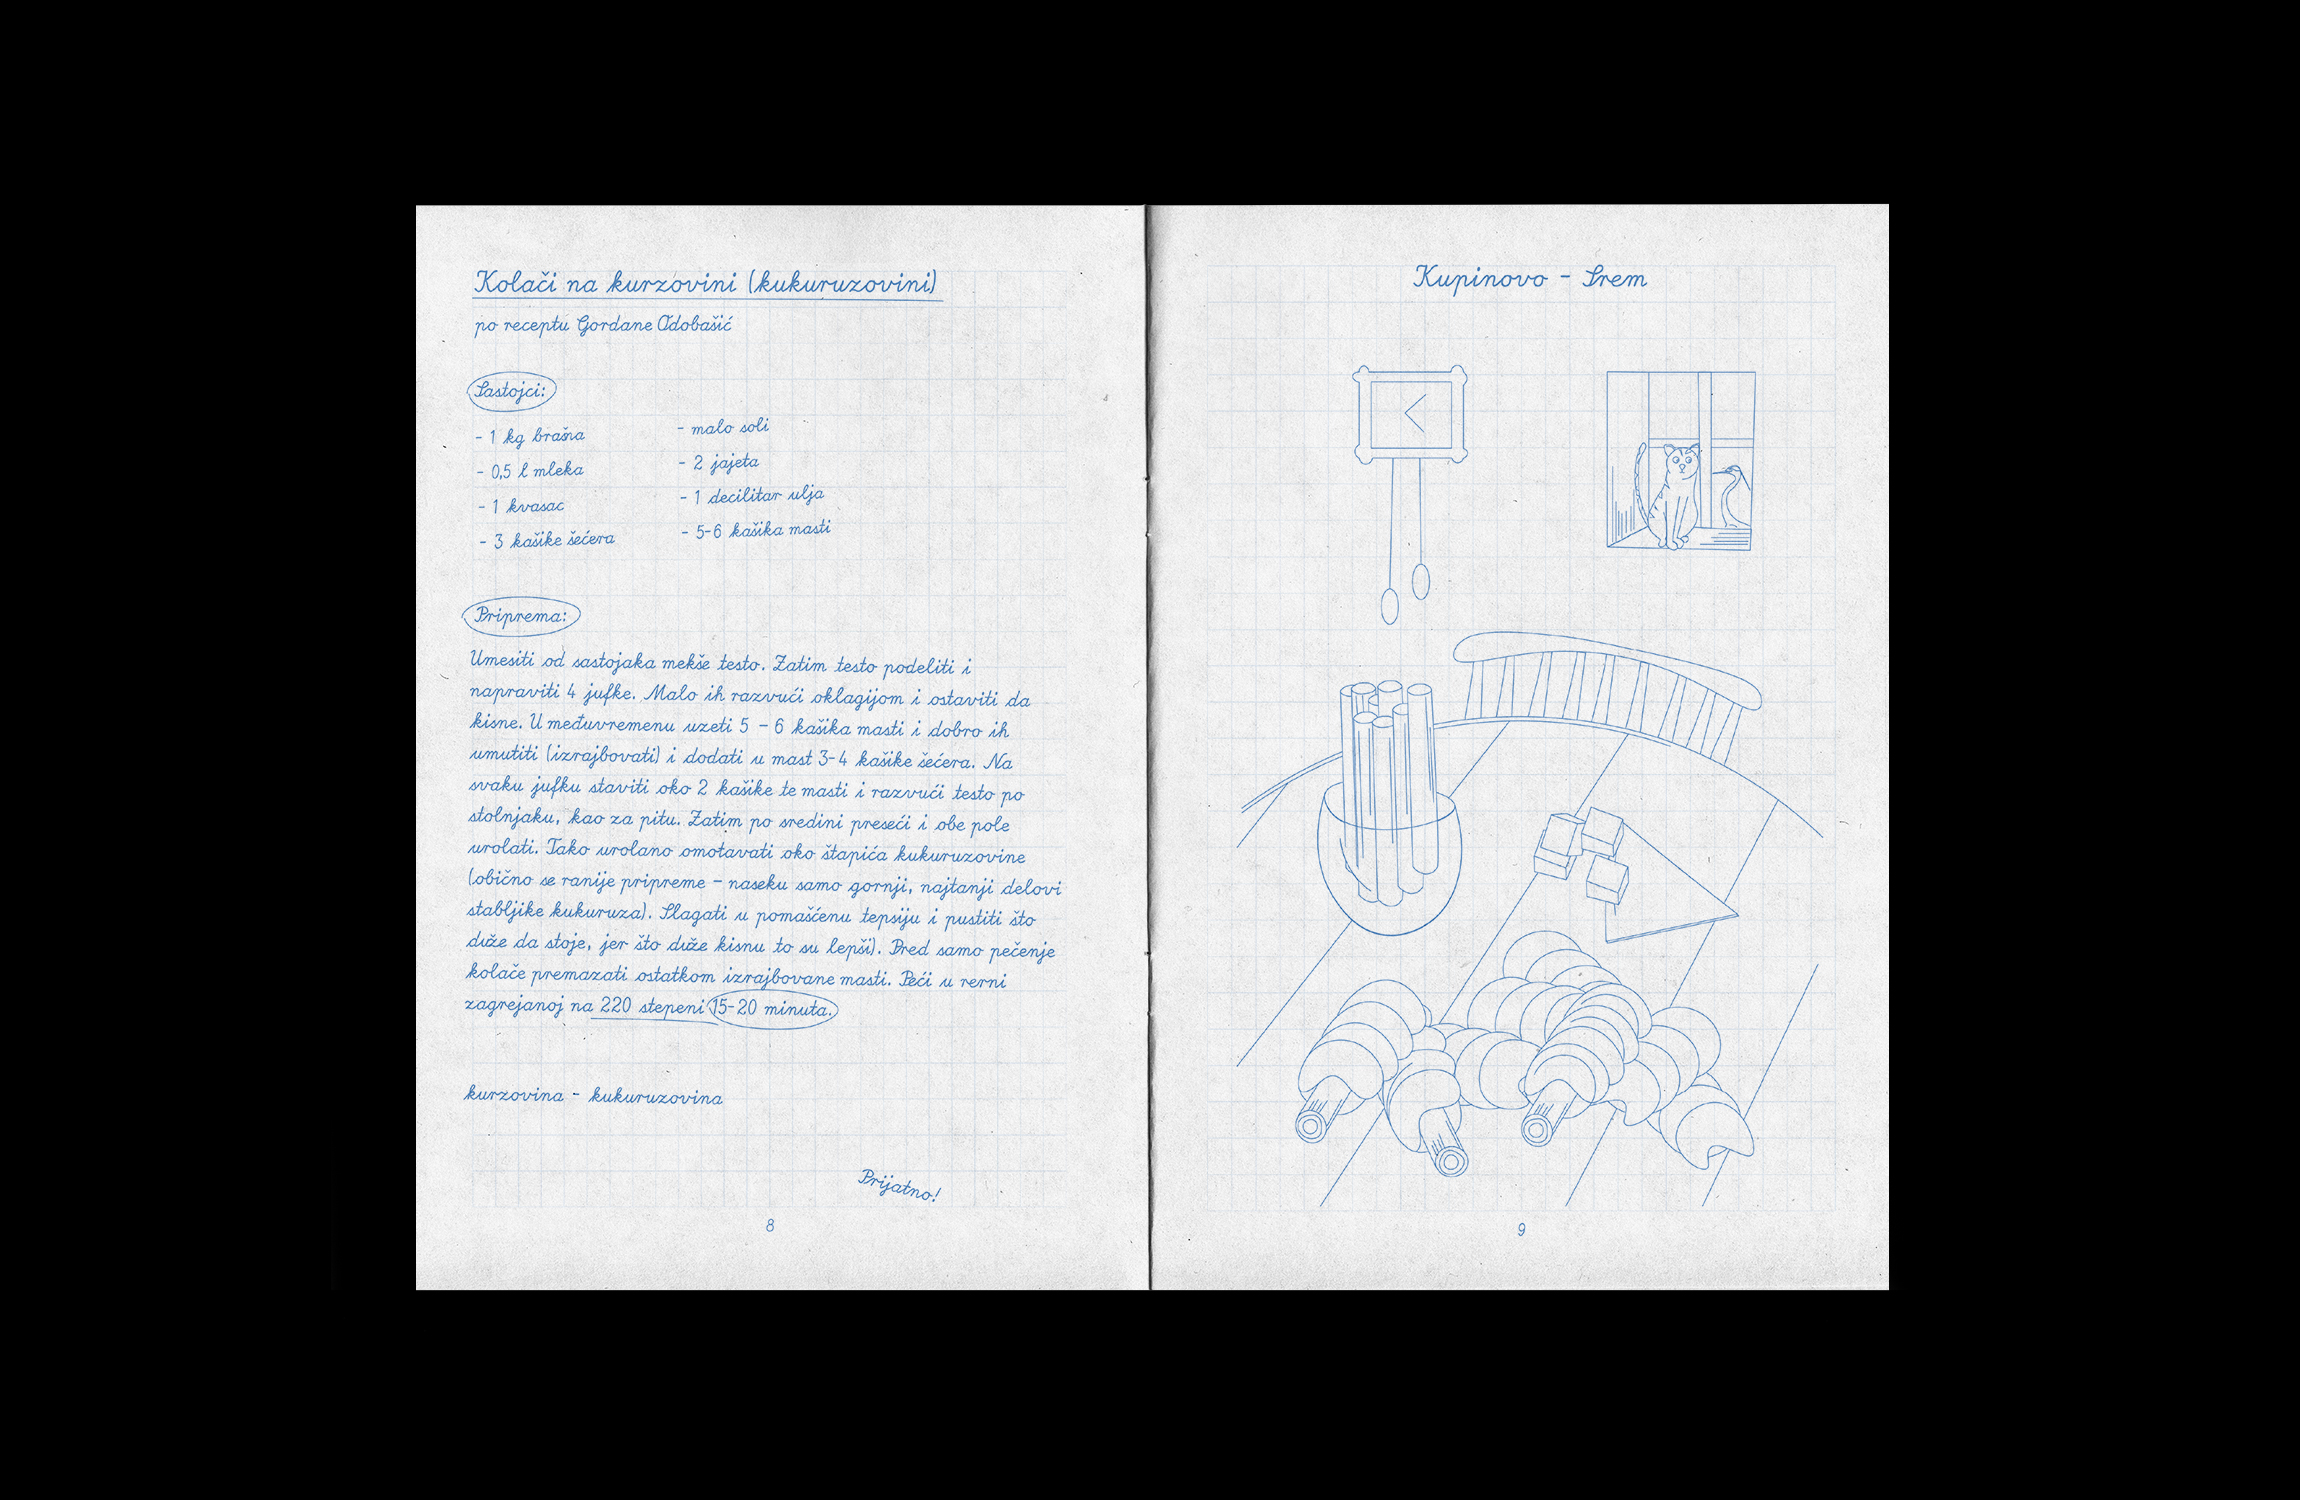 Kolači na kurzovini (kukuruzovini)
po receptu Gordane Odobašić
Sastojci:
- 1 kg brašna
- 0,5 l mleka
- 1 kvasac
- 3 kašike šećera
- malo soli
- 2 jajeta
- 1 decilitar ulja
- 5-6 kašika masti
Priprema:
Umesiti od sastojaka mekše testo. Zatim testo podeliti i
napraviti 4 jufke. Malo ih razvući oklagijom i ostaviti da
kisne. U međuvremenu uzeti 5 - 6 kašika masti i dobro ih
umutiti (izrajbovati) i dodati u mast 3-4 kašike šećera. Na
svaku jufku staviti oko 2 kašike te masti i razvući testo po
stolnjaku, kao za pitu. Zatim po sredini preseći i obe pole
urolati. Tako urolano omotavati oko štapića kukuruzovine
(obično se ranije pripreme - naseku samo gornji, najtanji delovi
stabljike kukuruza). Slagati u pomašćenu tepsiju i pustiti što
duže da stoje, jer što duže kisnu to su lepši). Pred samo pečenje
kolače premazati ostatkom izrajbovane masti. Peći u rerni
zagrejanoj na 220 stepeni 15-20 minuta.
kurzovina - kukuruzovina
Prijatno!
8
Kupinovo - Srem
9